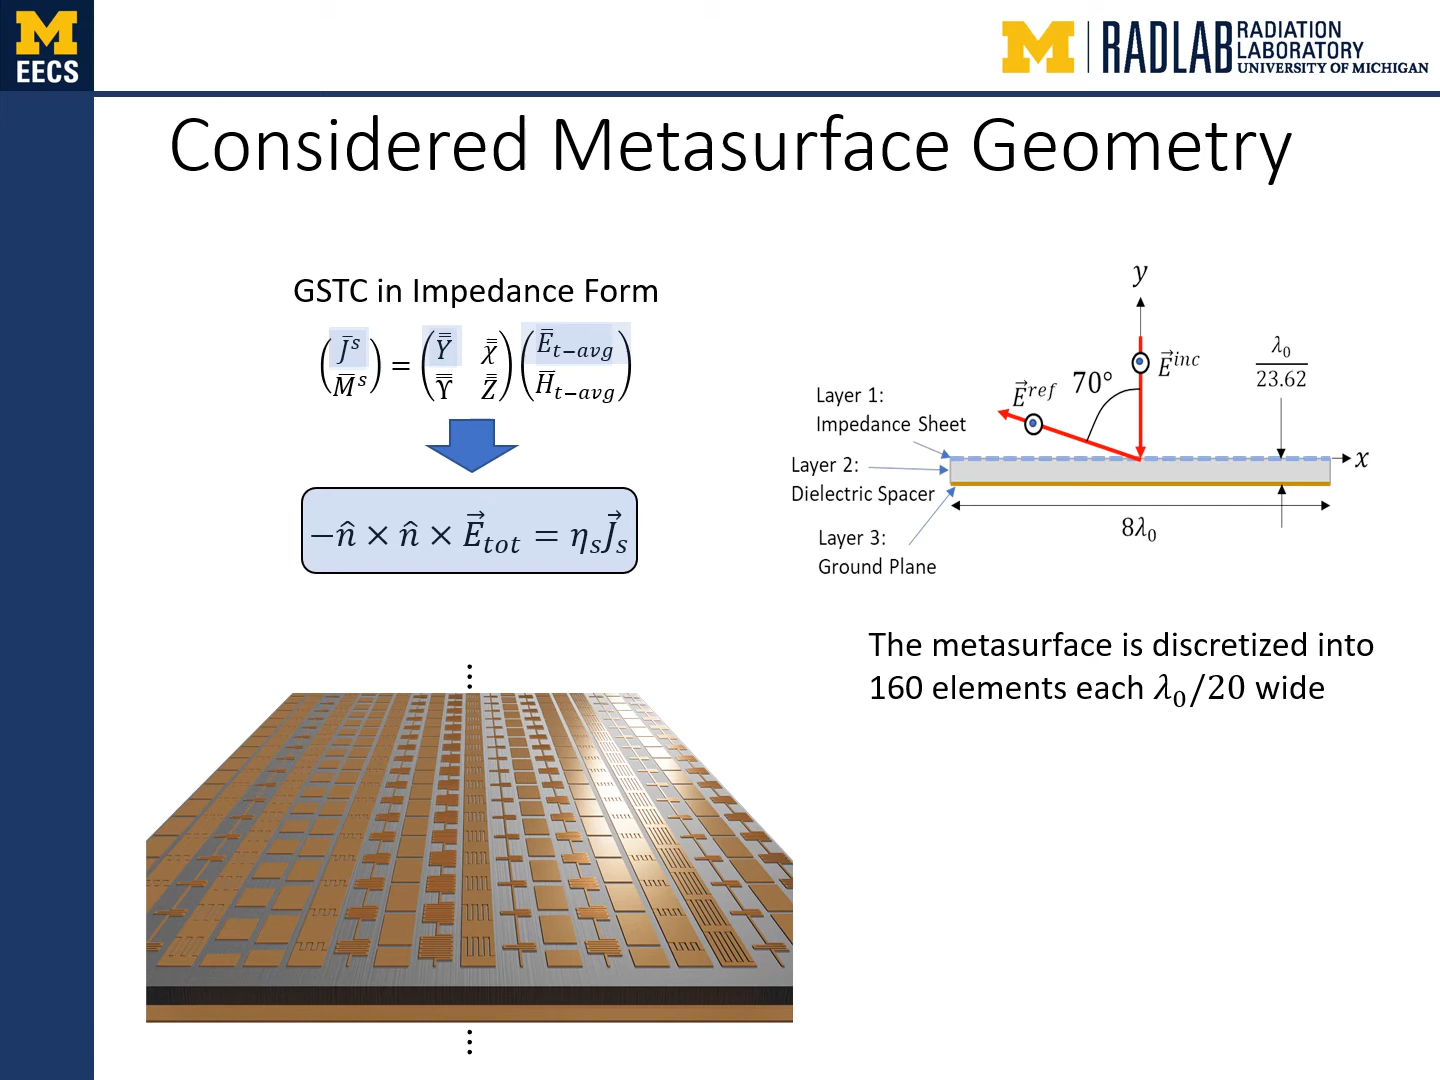 M
EECS
M | RADLAB RADIATION LABORATORY UNIVERSITY OF MICHIGAN
Considered Metasurface Geometry
GSTC in Impedance Form
$\begin{pmatrix} \bar{J}^s \\ \bar{M}^s \end{pmatrix} = \begin{pmatrix} \bar{\bar{Y}} & \bar{\bar{\chi}} \\ \bar{\bar{\Upsilon}} & \bar{\bar{Z}} \end{pmatrix} \begin{pmatrix} \bar{E}_{t-avg} \\ \bar{H}_{t-avg} \end{pmatrix}$
$-\hat{n} \times \hat{n} \times \vec{E}_{tot} = \eta_s \vec{J}_s$
y
$\vec{E}^{inc}$
$\frac{\lambda_0}{23.62}$
70°
$\vec{E}^{ref}$
Layer 1:
Impedance Sheet
x
Layer 2:
Dielectric Spacer
$8\lambda_0$
Layer 3:
Ground Plane
The metasurface is discretized into
160 elements each $\lambda_0/20$ wide